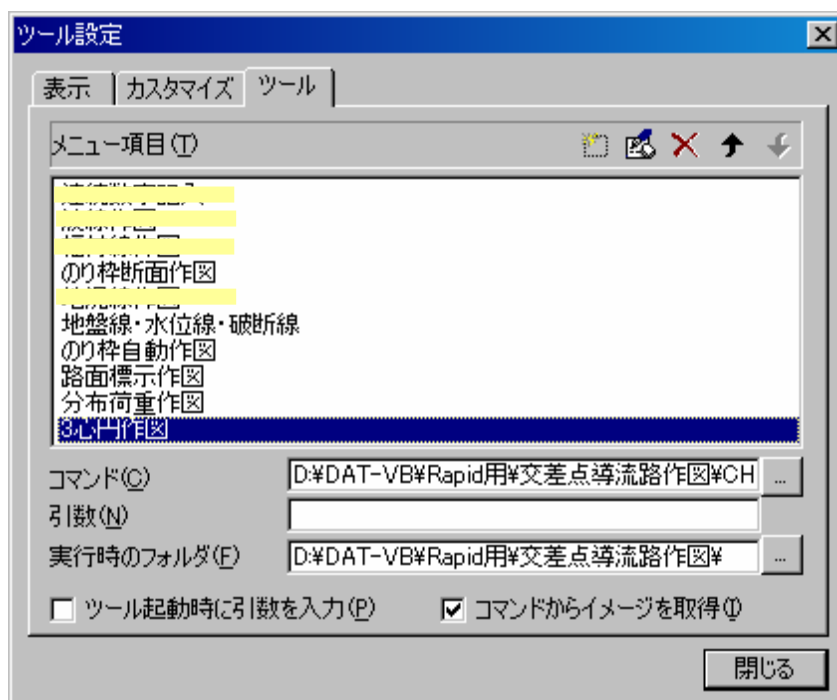 ツール設定
表示 カスタマイズ ツール
メニュー項目(T)
のり枠断面作図
地盤線・水位線・破断線
のり枠自動作図
路面標示作図
分布荷重作図
3心円作図
コマンド(C) D:¥DAT-VB¥Rapid用¥交差点導流路作図¥CH ...
引数(N)
実行時のフォルダ(F) D:¥DAT-VB¥Rapid用¥交差点導流路作図¥ ...
ツール起動時に引数を入力(P) コマンドからイメージを取得(I)
閉じる